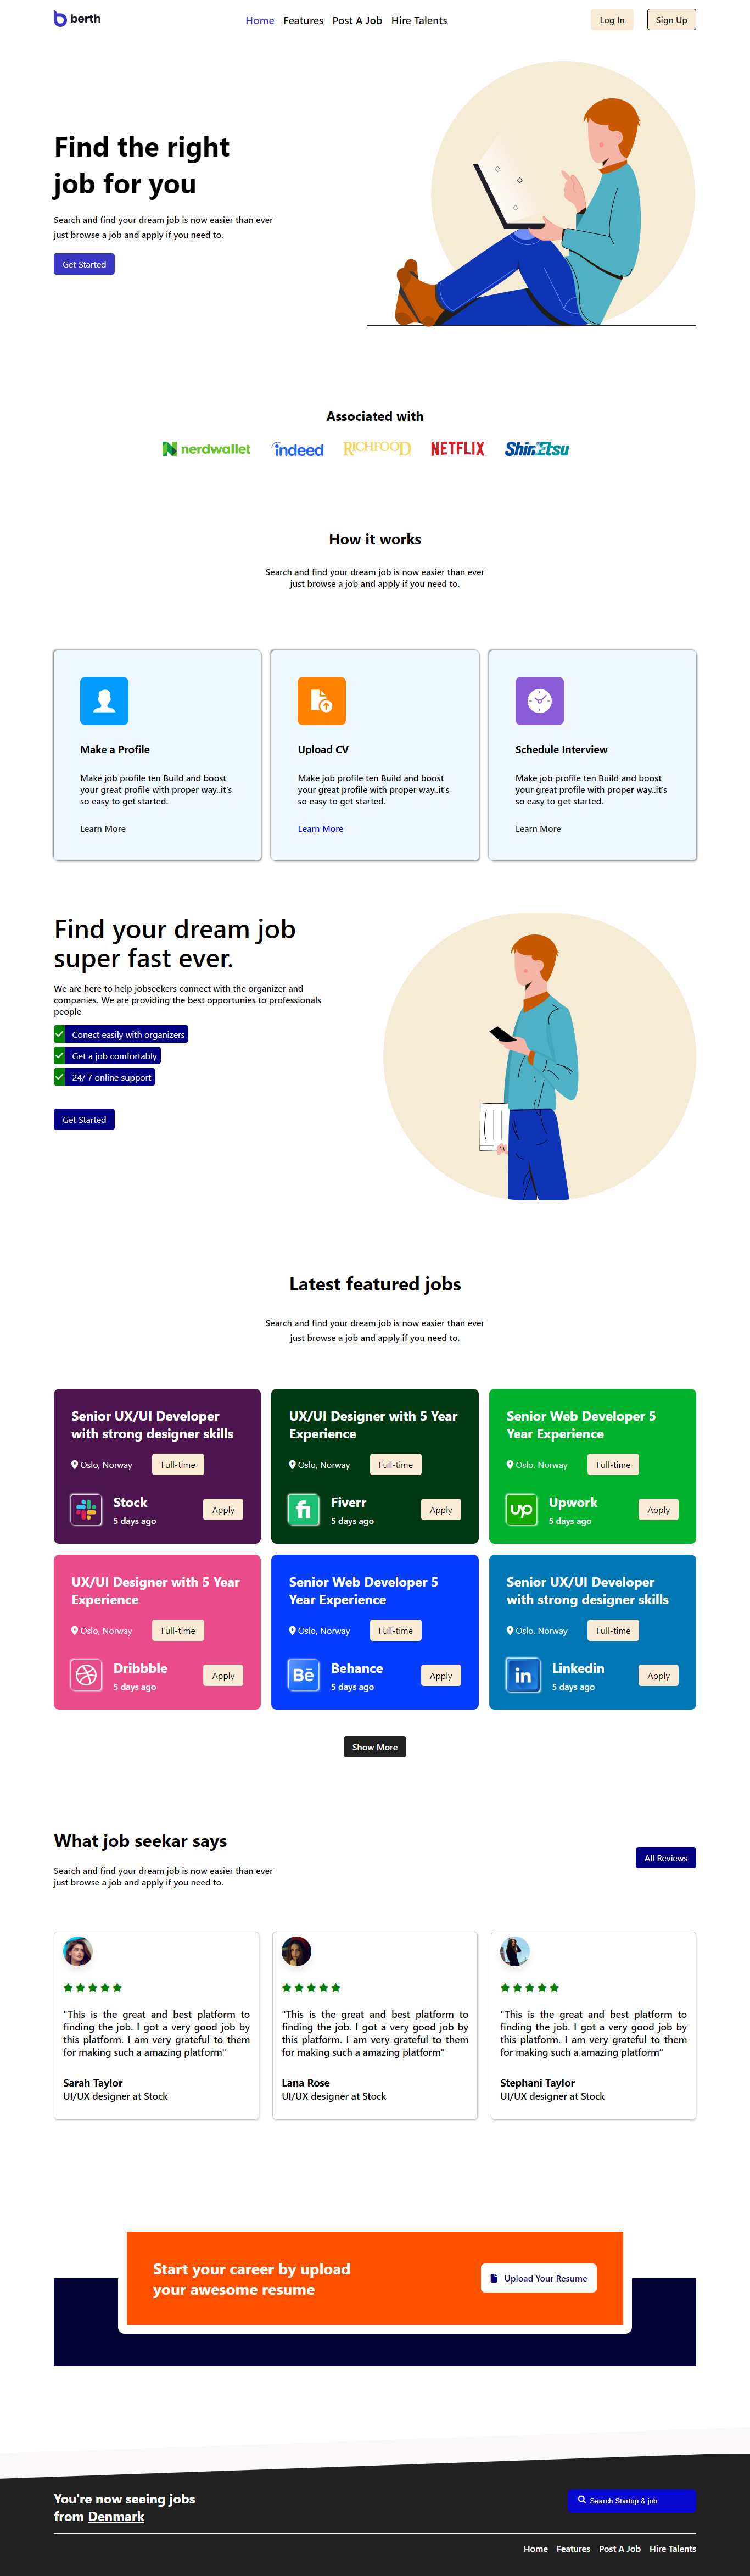 berth
Home Features Post A Job Hire Talents
Log In
Sign Up
Find the right
job for you
Search and find your dream job is now easier than ever
just browse a job and apply if you need to.
Get Started
Associated with
nerdwallet
indeed
RICHFOOD
NETFLIX
ShinEtsu
How it works
Search and find your dream job is now easier than ever
just browse a job and apply if you need to.
Make a Profile
Make job profile ten Build and boost
your great profile with proper way..it's
so easy to get started.
Learn More
Upload CV
Make job profile ten Build and boost
your great profile with proper way..it's
so easy to get started.
Learn More
Schedule Interview
Make job profile ten Build and boost
your great profile with proper way..it's
so easy to get started.
Learn More
Find your dream job
super fast ever.
We are here to help jobseekers connect with the organizer and
companies. We are providing the best opportunies to professionals
people
Conect easily with organizers
Get a job comfortably
24/ 7 online support
Get Started
Latest featured jobs
Search and find your dream job is now easier than ever
just browse a job and apply if you need to.
Senior UX/UI Developer
with strong designer skills
Oslo, Norway
Full-time
Stock
5 days ago
Apply
UX/UI Designer with 5 Year
Experience
Oslo, Norway
Full-time
fi
Fiverr
5 days ago
Apply
Senior Web Developer 5
Year Experience
Oslo, Norway
Full-time
up
Upwork
5 days ago
Apply
UX/UI Designer with 5 Year
Experience
Oslo, Norway
Full-time
Dribbble
5 days ago
Apply
Senior Web Developer 5
Year Experience
Oslo, Norway
Full-time
Bē
Behance
5 days ago
Apply
Senior UX/UI Developer
with strong designer skills
Oslo, Norway
Full-time
in
Linkedin
5 days ago
Apply
Show More
What job seekar says
Search and find your dream job is now easier than ever
just browse a job and apply if you need to.
All Reviews
"This is the great and best platform to
finding the job. I got a very good job by
this platform. I am very grateful to them
for making such a amazing platform"
Sarah Taylor
UI/UX designer at Stock
"This is the great and best platform to
finding the job. I got a very good job by
this platform. I am very grateful to them
for making such a amazing platform"
Lana Rose
UI/UX designer at Stock
"This is the great and best platform to
finding the job. I got a very good job by
this platform. I am very grateful to them
for making such a amazing platform"
Stephani Taylor
UI/UX designer at Stock
Start your career by upload
your awesome resume
Upload Your Resume
You're now seeing jobs
from Denmark
Search Startup & job
Home Features Post A Job Hire Talents